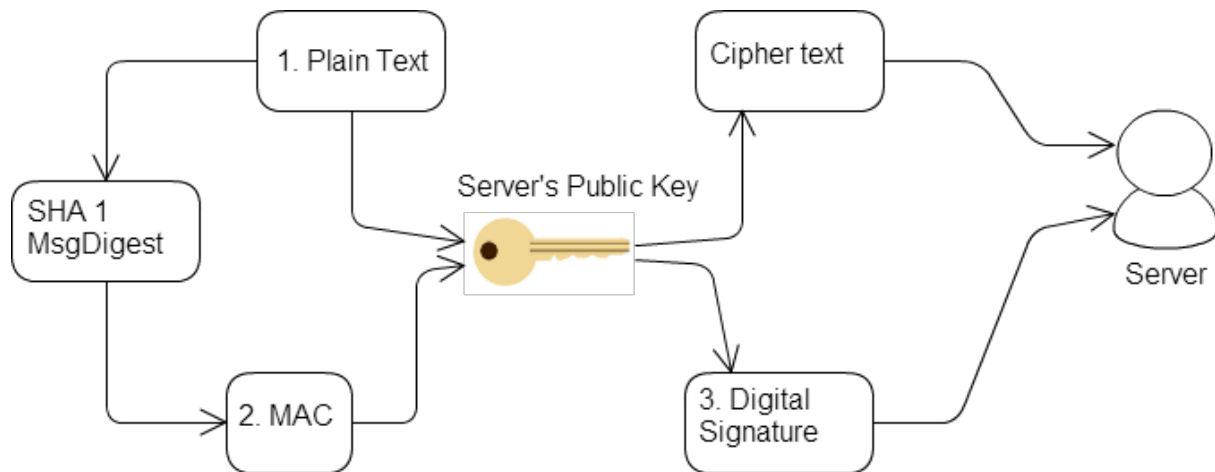 1. Plain Text
Cipher text
Server's Public Key
SHA 1
MsgDigest
Server
2. MAC
3. Digital
Signature